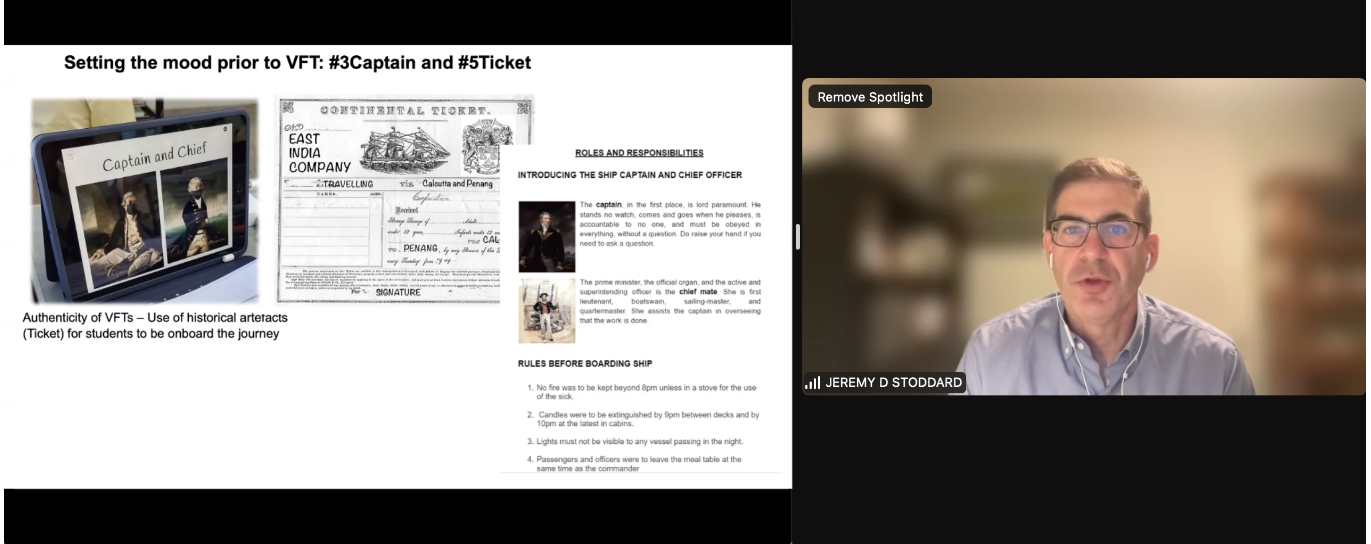 Setting the mood prior to VFT: #3Captain and #5Ticket
Captain and Chief
CONTINENTAL TICKET.
EAST
INDIA
COMPANY
TRAVELLING
via Calcutta and Penang
Received
CAL
TO PENANG, by any Steamer of the
SIGNATURE
Authenticity of VFTs – Use of historical arteracts
(Ticket) for students to be onboard the journey
ROLES AND RESPONSIBILITIES
INTRODUCING THE SHIP CAPTAIN AND CHIEF OFFICER
The captain, in the first place, is lord paramount. He
stands no watch, comes and goes when he pleases, is
accountable to no one, and must be obeyed in
everything, without a question. Do raise your hand if you
need to ask a question.
The prime minister, the official organ, and the active and
superintending officer is the chief mate. She is first
lieutenant, boatswain, sailing-master, and
quartermaster. She assists the captain in overseeing
that the work is done.
RULES BEFORE BOARDING SHIP
1. No fire was to be kept beyond 8pm unless in a stove for the use
of the sick.
2. Candles were to be extinguished by 9pm between decks and by
10pm at the latest in cabins.
3. Lights must not be visible to any vessel passing in the night.
4. Passengers and officers were to leave the meal table at the
same time as the commander
Remove Spotlight
JEREMY D STODDARD